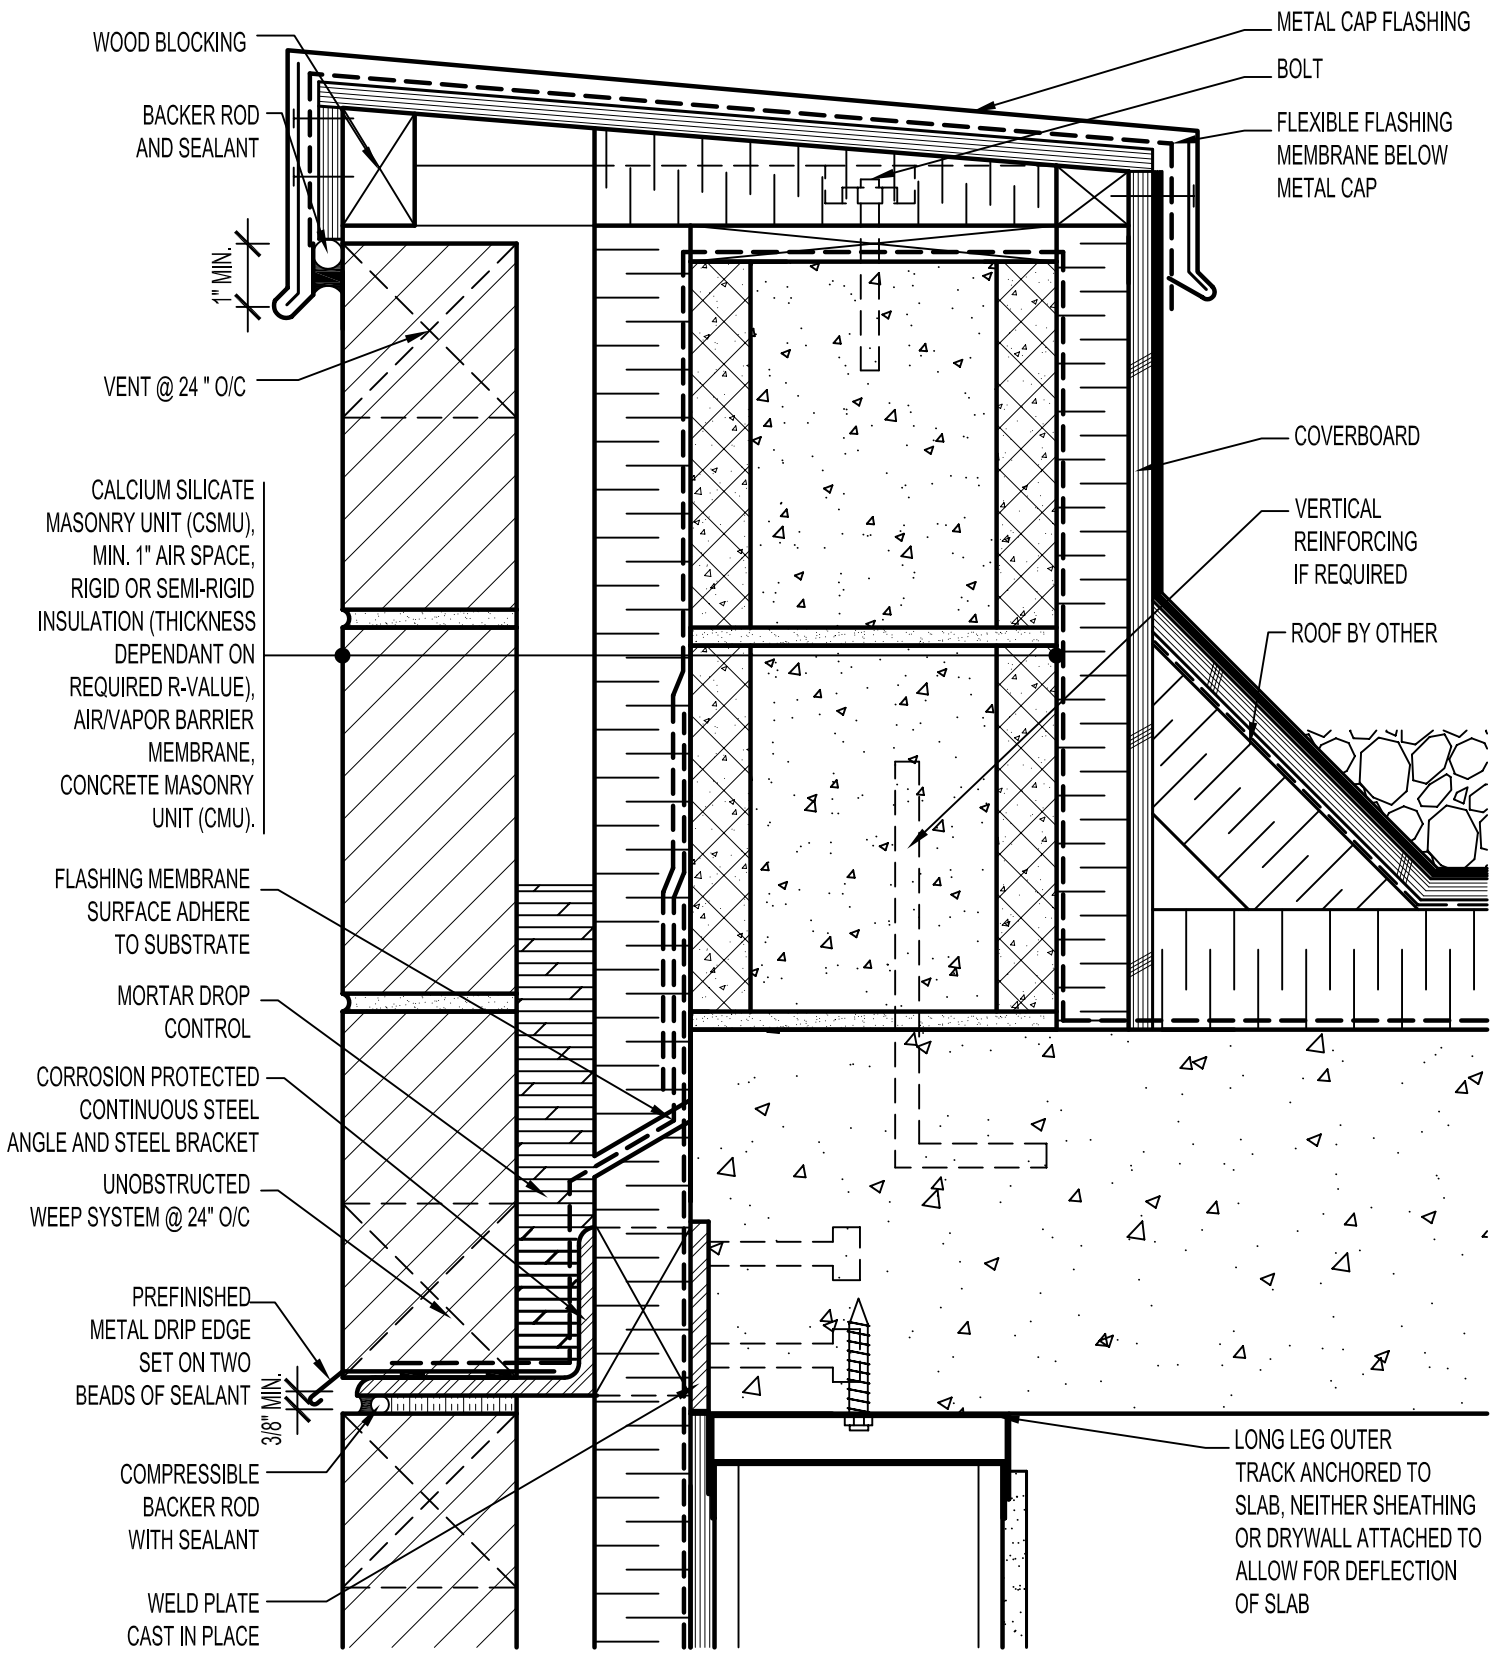 WOOD BLOCKING
BACKER ROD
AND SEALANT
1" MIN.
VENT @ 24 " O/C
CALCIUM SILICATE
MASONRY UNIT (CSMU),
MIN. 1" AIR SPACE,
RIGID OR SEMI-RIGID
INSULATION (THICKNESS
DEPENDANT ON
REQUIRED R-VALUE),
AIR/VAPOR BARRIER
MEMBRANE,
CONCRETE MASONRY
UNIT (CMU).
FLASHING MEMBRANE
SURFACE ADHERE
TO SUBSTRATE
MORTAR DROP
CONTROL
CORROSION PROTECTED
CONTINUOUS STEEL
ANGLE AND STEEL BRACKET
UNOBSTRUCTED
WEEP SYSTEM @ 24" O/C
PREFINISHED
METAL DRIP EDGE
SET ON TWO
BEADS OF SEALANT
3/8" MIN.
COMPRESSIBLE
BACKER ROD
WITH SEALANT
WELD PLATE
CAST IN PLACE
METAL CAP FLASHING
BOLT
FLEXIBLE FLASHING
MEMBRANE BELOW
METAL CAP
COVERBOARD
VERTICAL
REINFORCING
IF REQUIRED
ROOF BY OTHER
LONG LEG OUTER
TRACK ANCHORED TO
SLAB, NEITHER SHEATHING
OR DRYWALL ATTACHED TO
ALLOW FOR DEFLECTION
OF SLAB